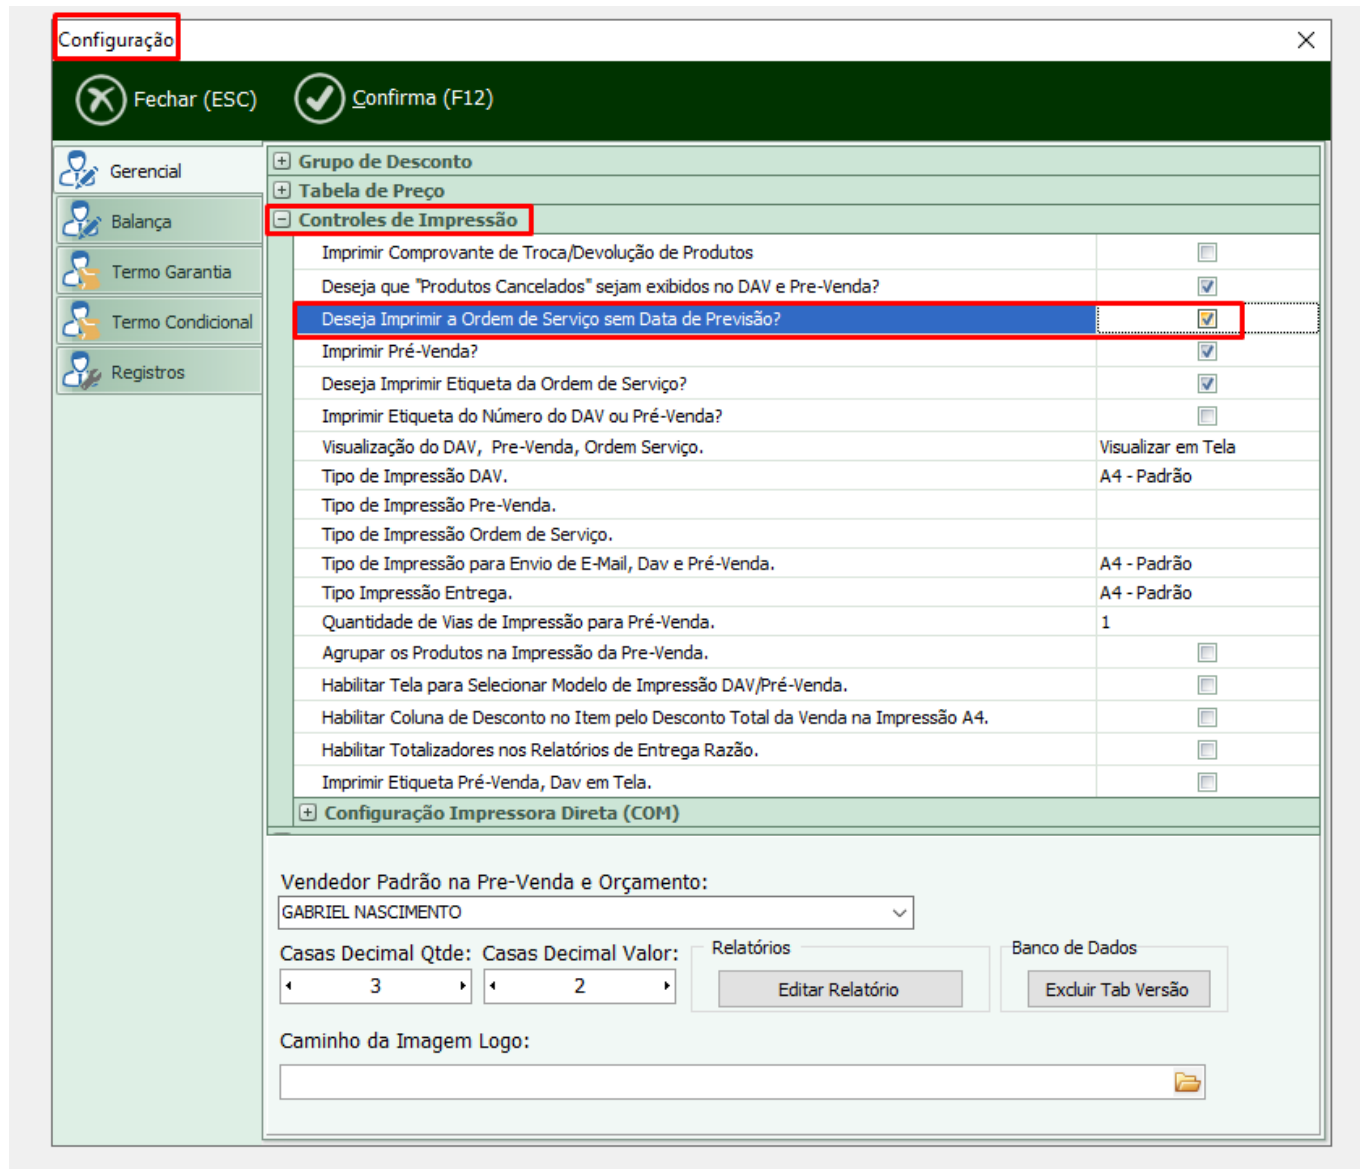 Configuração
Fechar (ESC)
Confirma (F12)
Gerencial
Balança
Termo Garantia
Termo Condicional
Registros
Grupo de Desconto
Tabela de Preço
Controles de Impressão
Imprimir Comprovante de Troca/Devolução de Produtos
Deseja que "Produtos Cancelados" sejam exibidos no DAV e Pre-Venda?
Deseja Imprimir a Ordem de Serviço sem Data de Previsão?
Imprimir Pré-Venda?
Deseja Imprimir Etiqueta da Ordem de Serviço?
Imprimir Etiqueta do Número do DAV ou Pré-Venda?
Visualização do DAV, Pre-Venda, Ordem Serviço. Visualizar em Tela
Tipo de Impressão DAV. A4 - Padrão
Tipo de Impressão Pre-Venda.
Tipo de Impressão Ordem de Serviço.
Tipo de Impressão para Envio de E-Mail, Dav e Pré-Venda. A4 - Padrão
Tipo Impressão Entrega. A4 - Padrão
Quantidade de Vias de Impressão para Pré-Venda. 1
Agrupar os Produtos na Impressão da Pre-Venda.
Habilitar Tela para Selecionar Modelo de Impressão DAV/Pré-Venda.
Habilitar Coluna de Desconto no Item pelo Desconto Total da Venda na Impressão A4.
Habilitar Totalizadores nos Relatórios de Entrega Razão.
Imprimir Etiqueta Pré-Venda, Dav em Tela.
Configuração Impressora Direta (COM)
Vendedor Padrão na Pre-Venda e Orçamento:
GABRIEL NASCIMENTO
Casas Decimal Qtde: Casas Decimal Valor: Relatórios Banco de Dados
3 2 Editar Relatório Excluir Tab Versão
Caminho da Imagem Logo: